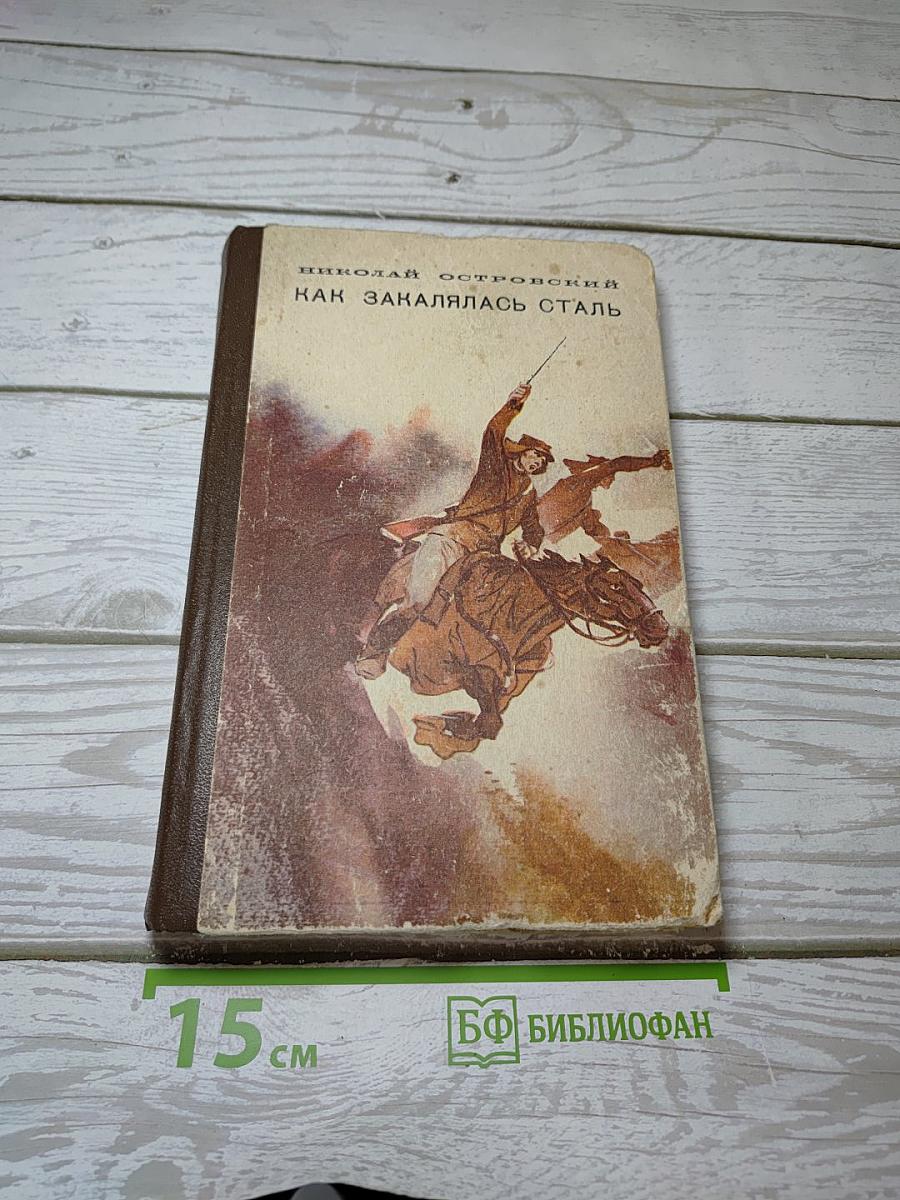 НИКОЛАЙ ОСТРОВСКИЙ
КАК ЗАКАЛЯЛАСЬ СТАЛЬ
15 см
БФ БИБЛИОФАН